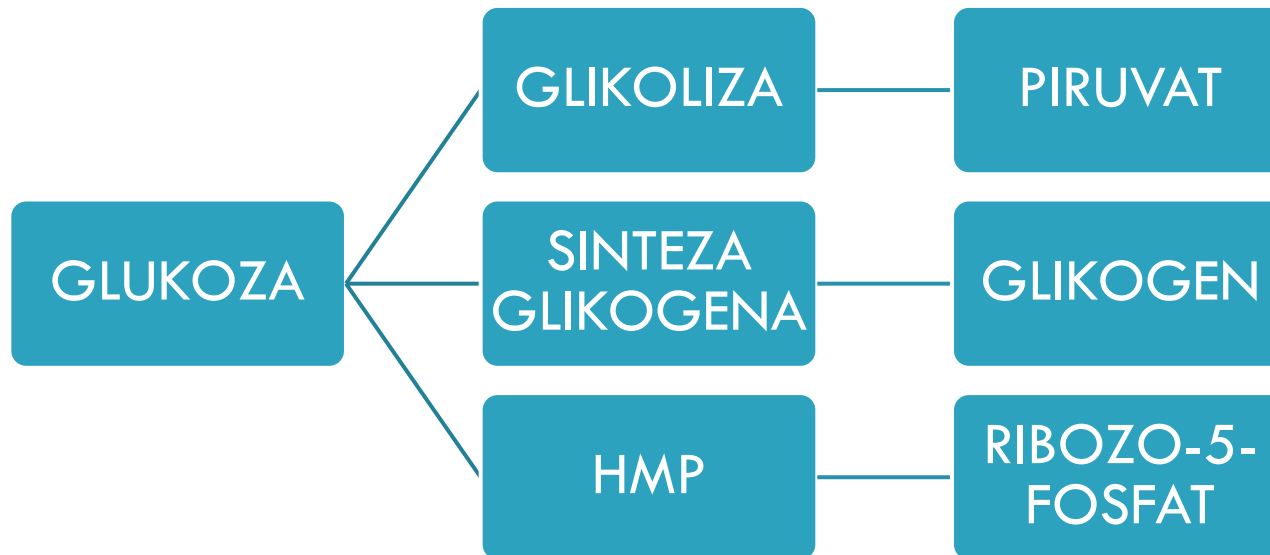 GLUKOZA
GLIKOLIZA
PIRUVAT
SINTEZA
GLIKOGENA
GLIKOGEN
HMP
RIBOZO-5-
FOSFAT